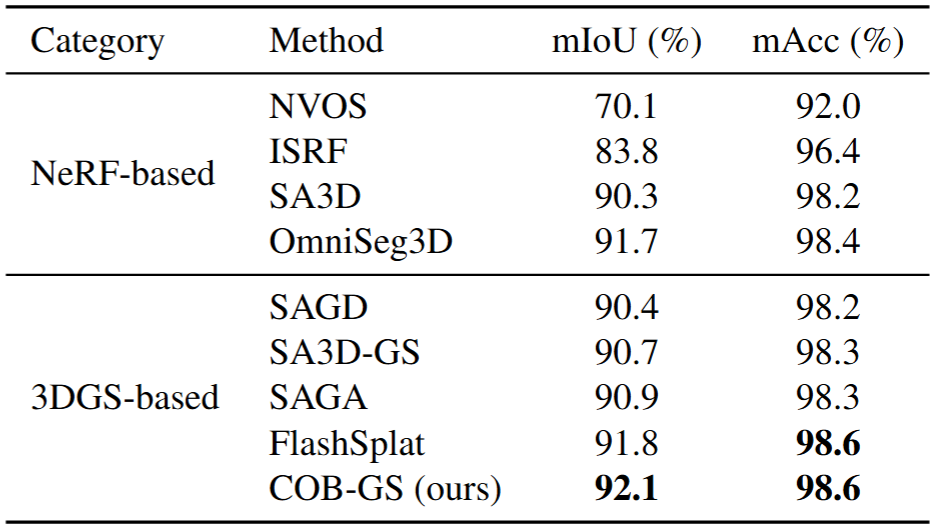 Category Method mIoU (%) mAcc (%)
NeRF-based
NVOS 70.1 92.0
ISRF 83.8 96.4
SA3D 90.3 98.2
OmniSeg3D 91.7 98.4
3DGS-based
SAGD 90.4 98.2
SA3D-GS 90.7 98.3
SAGA 90.9 98.3
FlashSplat 91.8 98.6
COB-GS (ours) 92.1 98.6